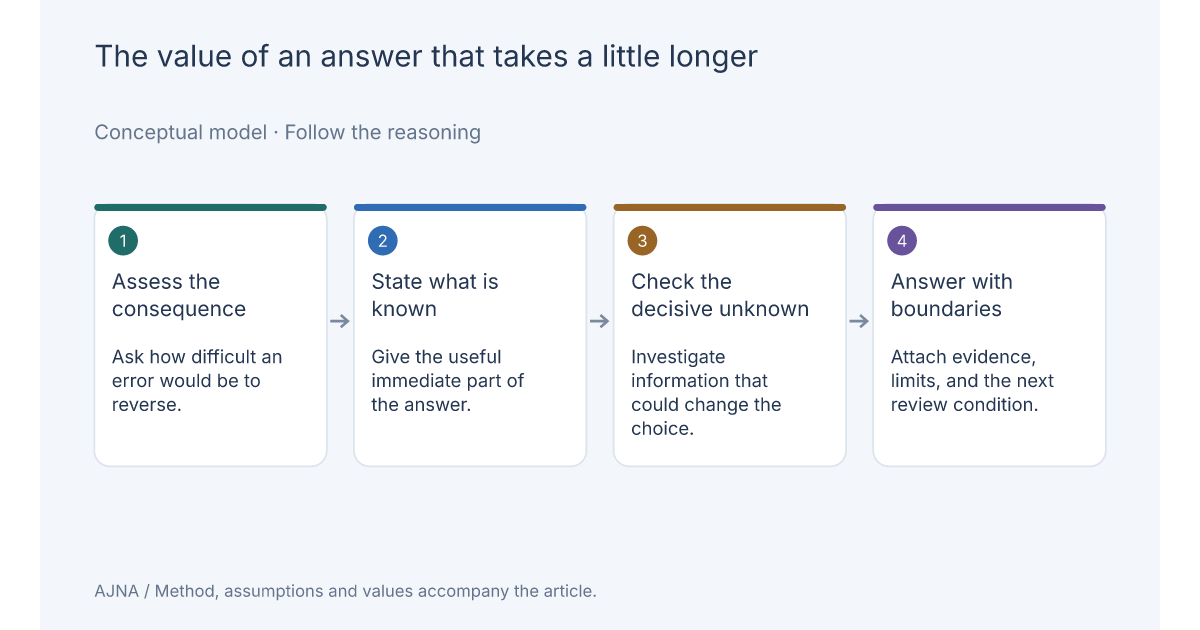 The value of an answer that takes a little longer
Conceptual model · Follow the reasoning
1
Assess the
consequence
Ask how difficult an
error would be to
reverse.
2
State what is
known
Give the useful
immediate part of
the answer.
3
Check the
decisive unknown
Investigate
information that
could change the
choice.
4
Answer with
boundaries
Attach evidence,
limits, and the next
review condition.
AJNA / Method, assumptions and values accompany the article.